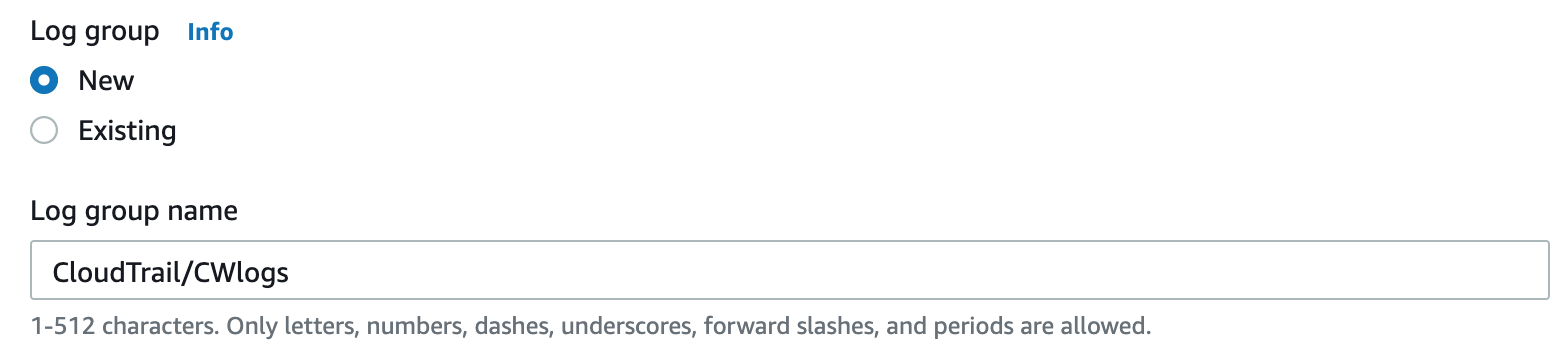 Log group Info
New
Existing
Log group name
CloudTrail/CWlogs
1-512 characters. Only letters, numbers, dashes, underscores, forward slashes, and periods are allowed.